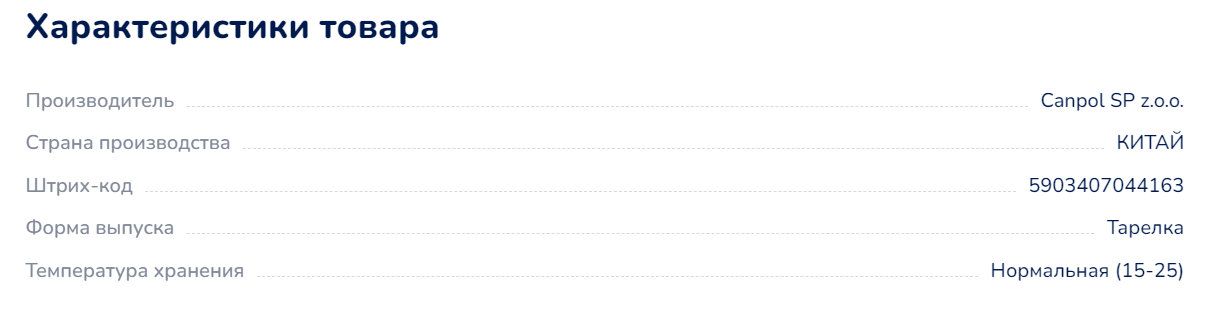 Характеристики товара
Производитель Canpol SP z.o.o.
Страна производства КИТАЙ
Штрих-код 5903407044163
Форма выпуска Тарелка
Температура хранения Нормальная (15-25)